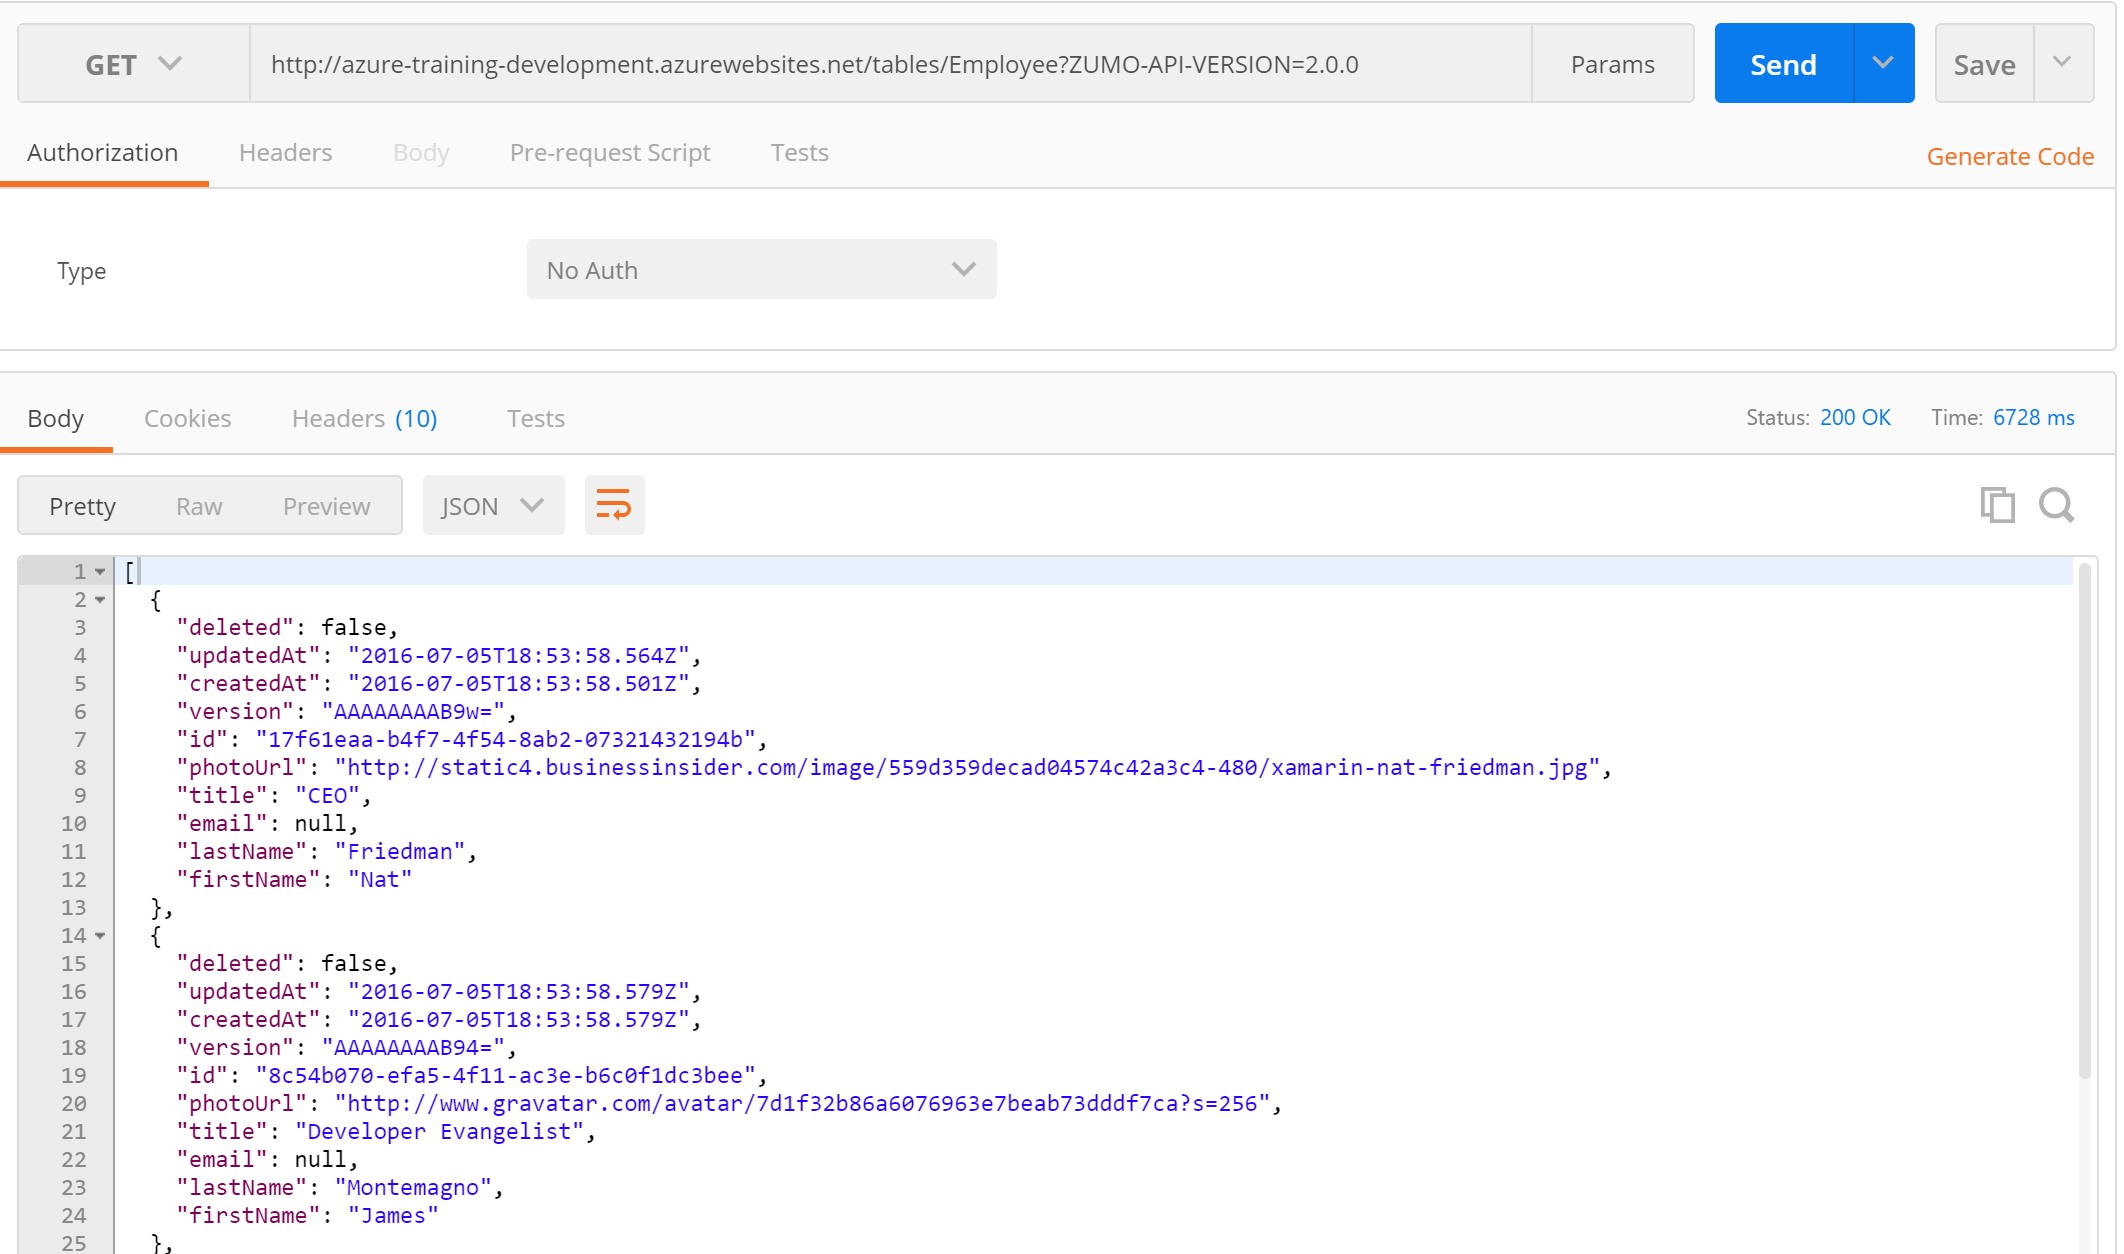 GET http://azure-training-development.azurewebsites.net/tables/Employee?ZUMO-API-VERSION=2.0.0 Params Send Save
Authorization Headers Body Pre-request Script Tests Generate Code
Type No Auth
Body Cookies Headers (10) Tests Status: 200 OK Time: 6728 ms
Pretty Raw Preview JSON
1 [
2 {
3 "deleted": false,
4 "updatedAt": "2016-07-05T18:53:58.564Z",
5 "createdAt": "2016-07-05T18:53:58.501Z",
6 "version": "AAAAAAAAB9w=",
7 "id": "17f61eaa-b4f7-4f54-8ab2-07321432194b",
8 "photoUrl": "http://static4.businessinsider.com/image/559d359decad04574c42a3c4-480/xamarin-nat-friedman.jpg",
9 "title": "CEO",
10 "email": null,
11 "lastName": "Friedman",
12 "firstName": "Nat"
13 },
14 {
15 "deleted": false,
16 "updatedAt": "2016-07-05T18:53:58.579Z",
17 "createdAt": "2016-07-05T18:53:58.579Z",
18 "version": "AAAAAAAAB94=",
19 "id": "8c54b070-efa5-4f11-ac3e-b6c0f1dc3bee",
20 "photoUrl": "http://www.gravatar.com/avatar/7d1f32b86a6076963e7beab73dddf7ca?s=256",
21 "title": "Developer Evangelist",
22 "email": null,
23 "lastName": "Montemagno",
24 "firstName": "James"
25 },